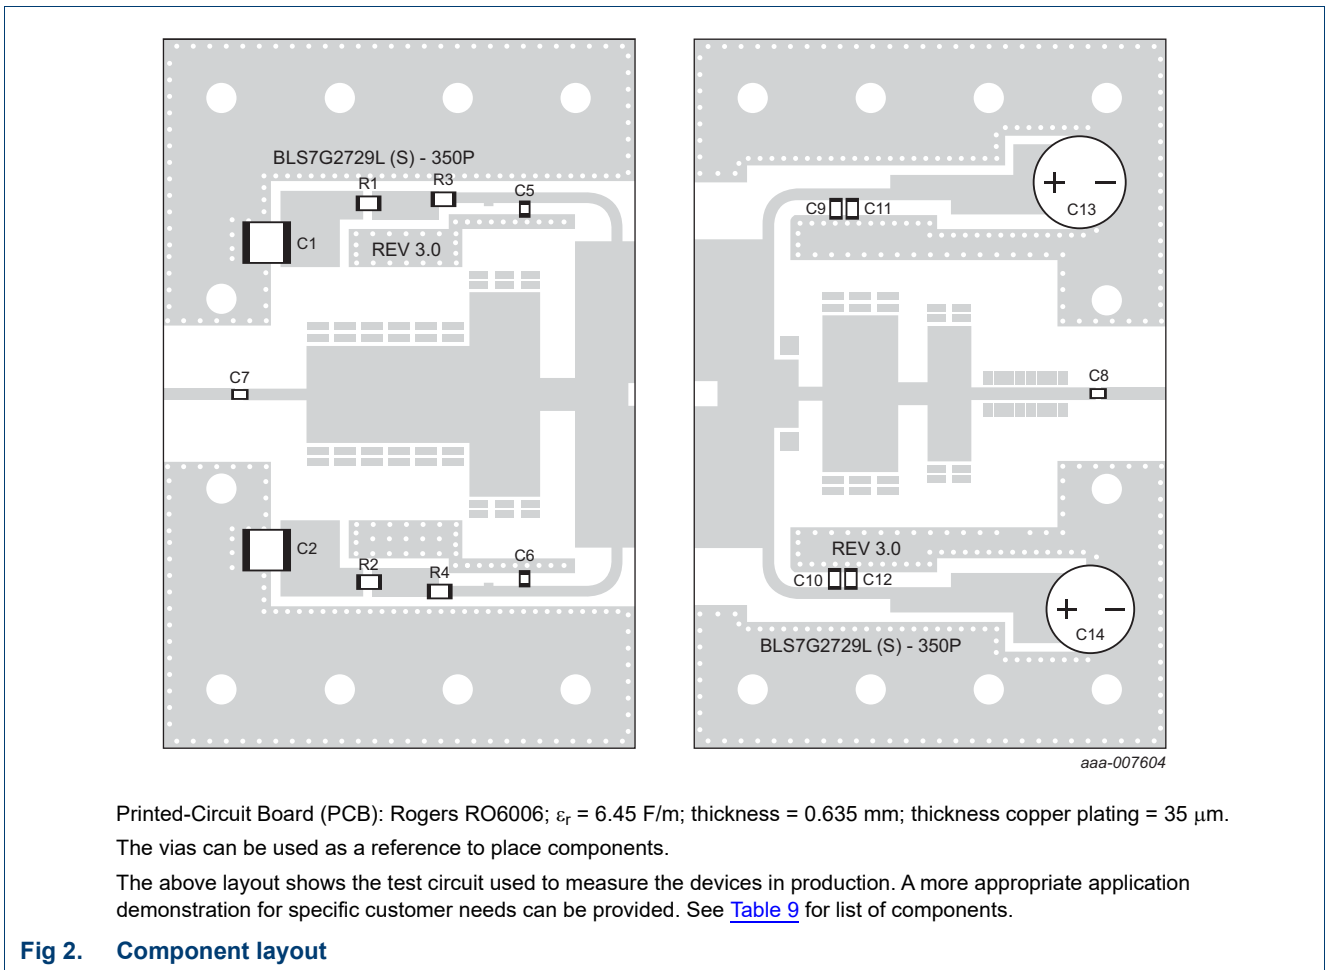 BLS7G2729L (S) - 350P
R1
R3
C5
C1
REV 3.0
C7
C2
R2
R4
C6
C9
C11
+ −
C13
C8
REV 3.0
C10
C12
+ −
C14
BLS7G2729L (S) - 350P
aaa-007604
Printed-Circuit Board (PCB): Rogers RO6006; εr = 6.45 F/m; thickness = 0.635 mm; thickness copper plating = 35 μm.
The vias can be used as a reference to place components.
The above layout shows the test circuit used to measure the devices in production. A more appropriate application
demonstration for specific customer needs can be provided. See Table 9 for list of components.
Fig 2. Component layout